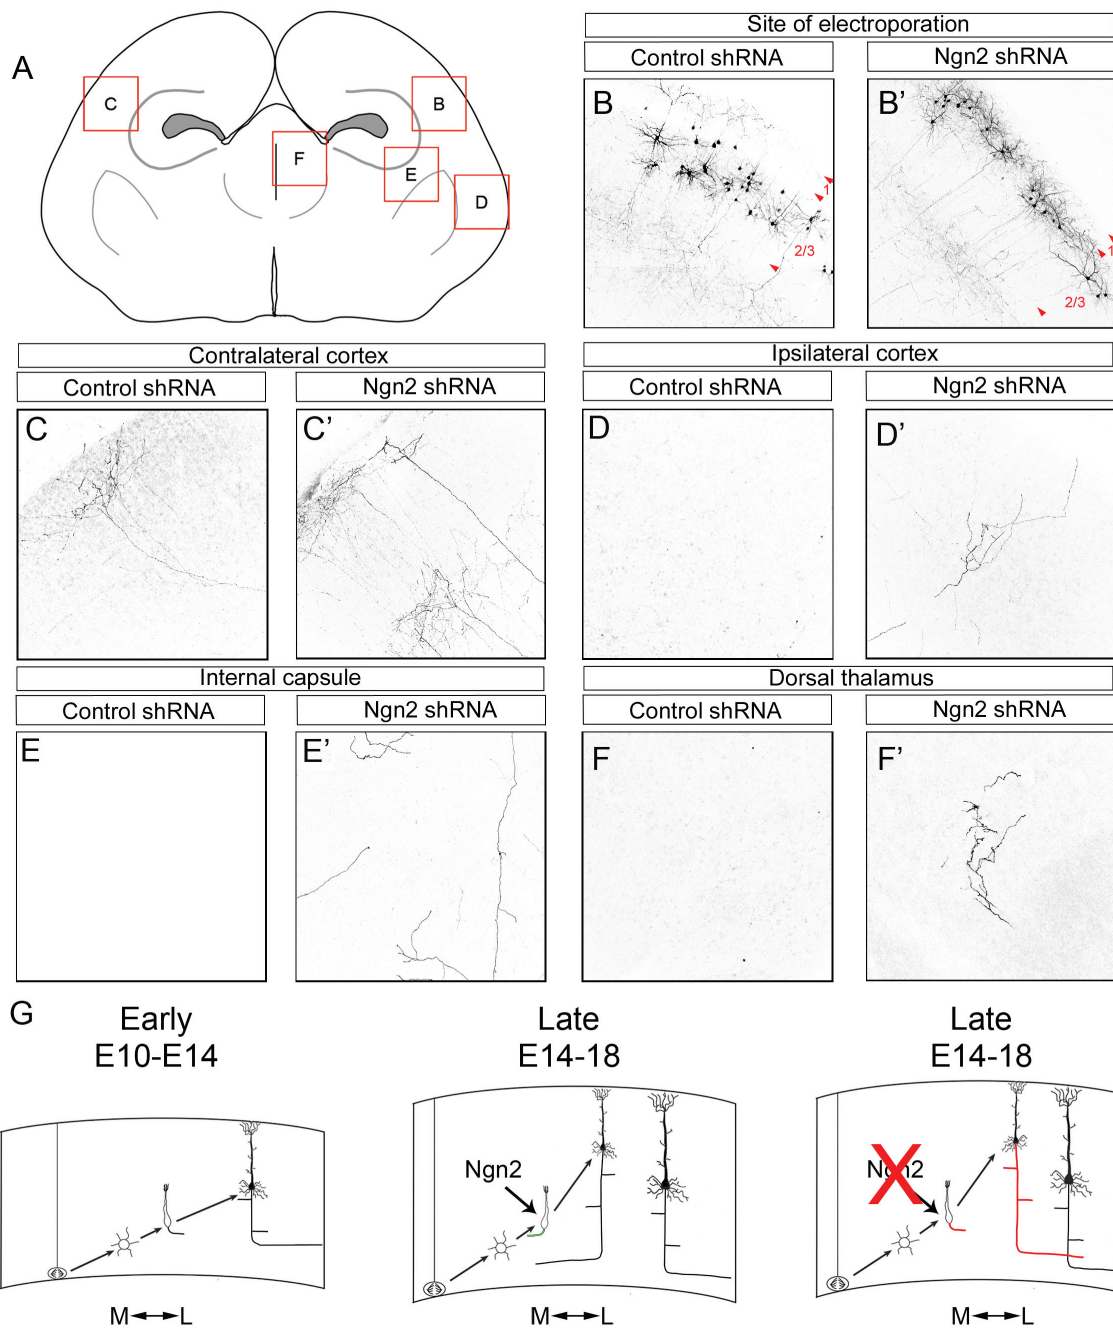 A
C
B
F
E
D
Site of electroporation
Control shRNA
Ngn2 shRNA
B
1
2/3
B’
1
2/3
Contralateral cortex
Control shRNA
Ngn2 shRNA
C
C’
Ipsilateral cortex
Control shRNA
Ngn2 shRNA
D
D’
Internal capsule
Control shRNA
Ngn2 shRNA
E
E’
Dorsal thalamus
Control shRNA
Ngn2 shRNA
F
F’
G
Early
E10-E14
M L
Late
E14-18
Ngn2
M L
Late
E14-18
Ngn2
M L